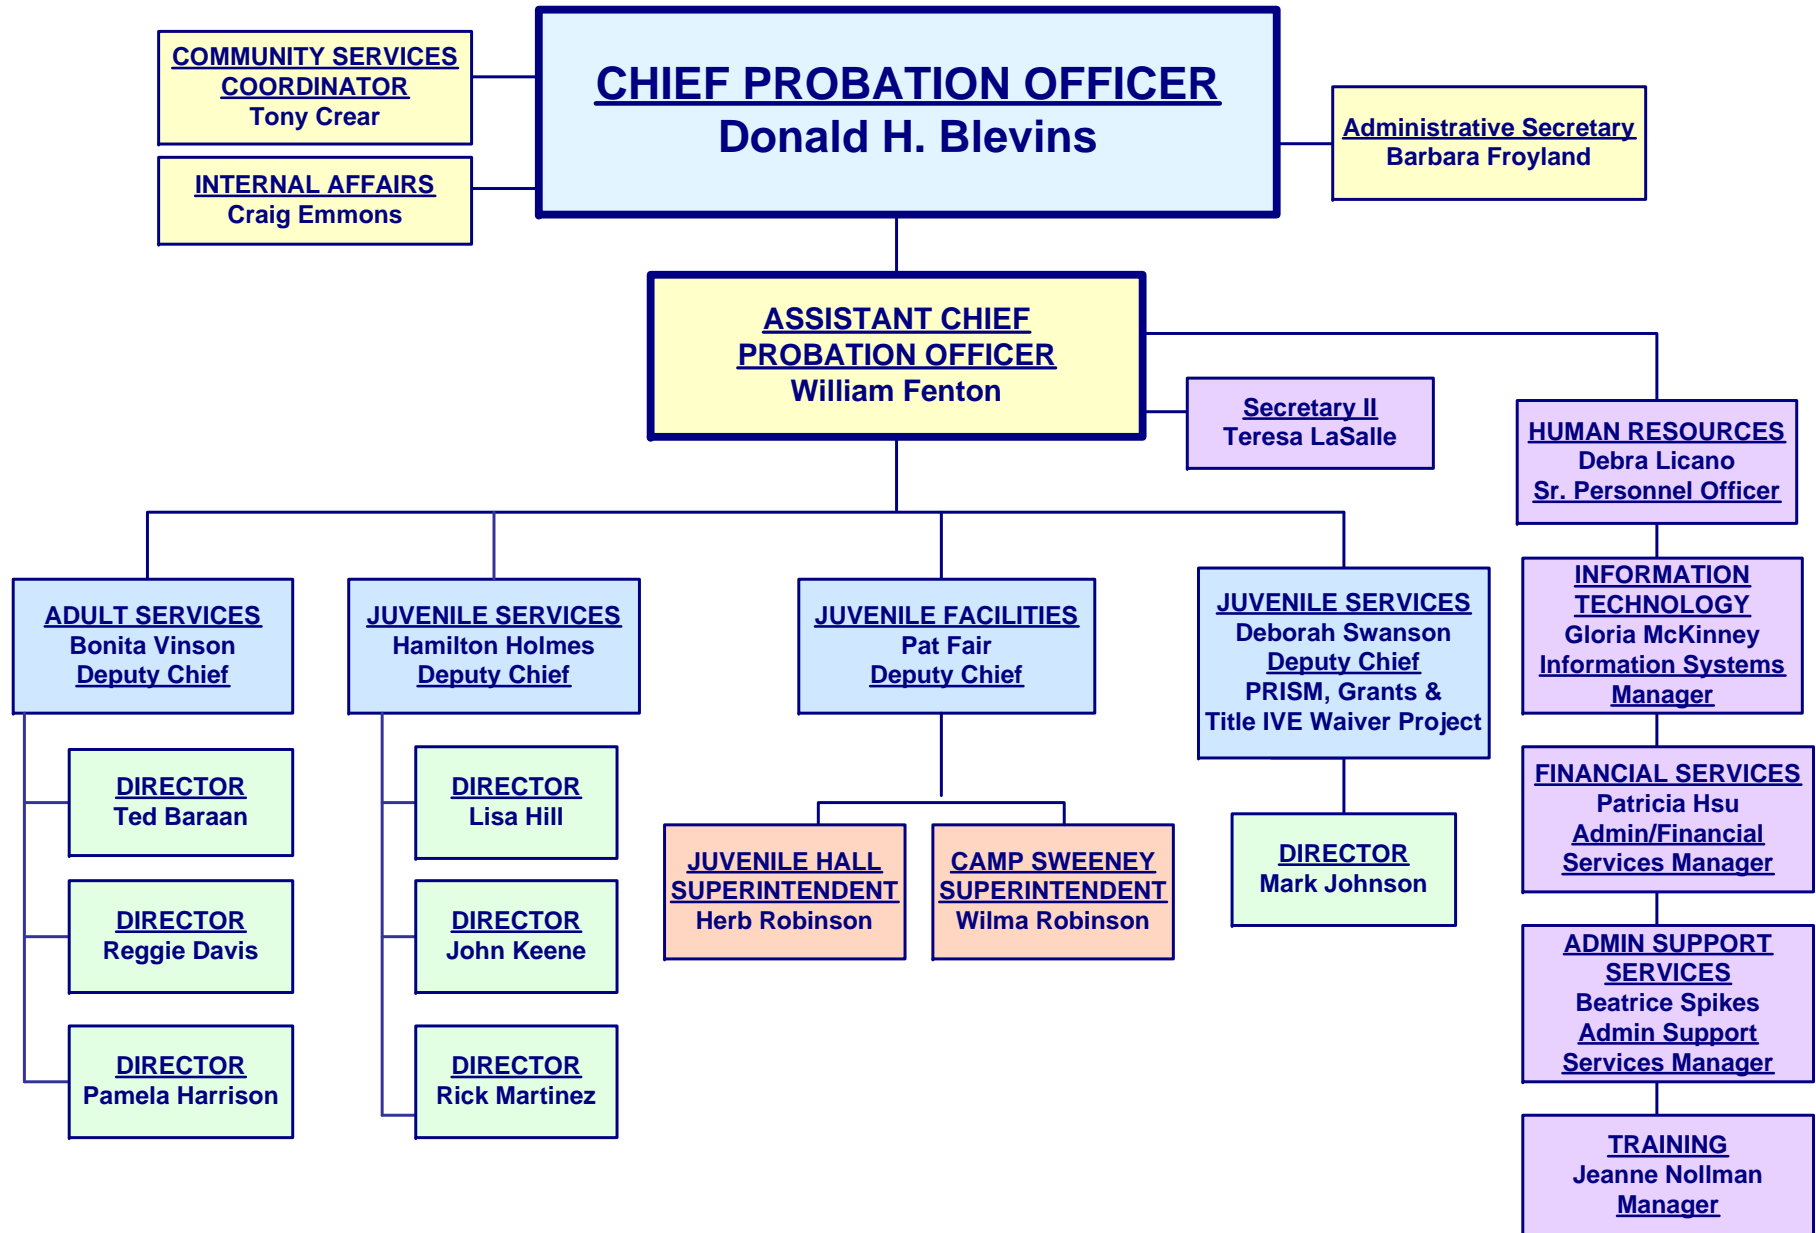 COMMUNITY SERVICES
COORDINATOR
Tony Crear
INTERNAL AFFAIRS
Craig Emmons
CHIEF PROBATION OFFICER
Donald H. Blevins
Administrative Secretary
Barbara Froyland
ASSISTANT CHIEF
PROBATION OFFICER
William Fenton
Secretary II
Teresa LaSalle
HUMAN RESOURCES
Debra Licano
Sr. Personnel Officer
INFORMATION
TECHNOLOGY
Gloria McKinney
Information Systems
Manager
FINANCIAL SERVICES
Patricia Hsu
Admin/Financial
Services Manager
ADMIN SUPPORT
SERVICES
Beatrice Spikes
Admin Support
Services Manager
TRAINING
Jeanne Nollman
Manager
ADULT SERVICES
Bonita Vinson
Deputy Chief
DIRECTOR
Ted Baraan
DIRECTOR
Reggie Davis
DIRECTOR
Pamela Harrison
JUVENILE SERVICES
Hamilton Holmes
Deputy Chief
DIRECTOR
Lisa Hill
DIRECTOR
John Keene
DIRECTOR
Rick Martinez
JUVENILE FACILITIES
Pat Fair
Deputy Chief
JUVENILE HALL
SUPERINTENDENT
Herb Robinson
CAMP SWEENEY
SUPERINTENDENT
Wilma Robinson
JUVENILE SERVICES
Deborah Swanson
Deputy Chief
PRISM, Grants &
Title IVE Waiver Project
DIRECTOR
Mark Johnson